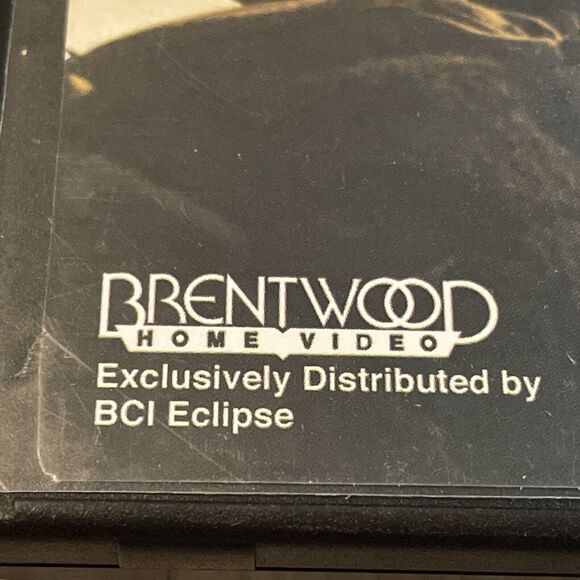 BRENTWOOD
HOME VIDEO
Exclusively Distributed by
BCI Eclipse